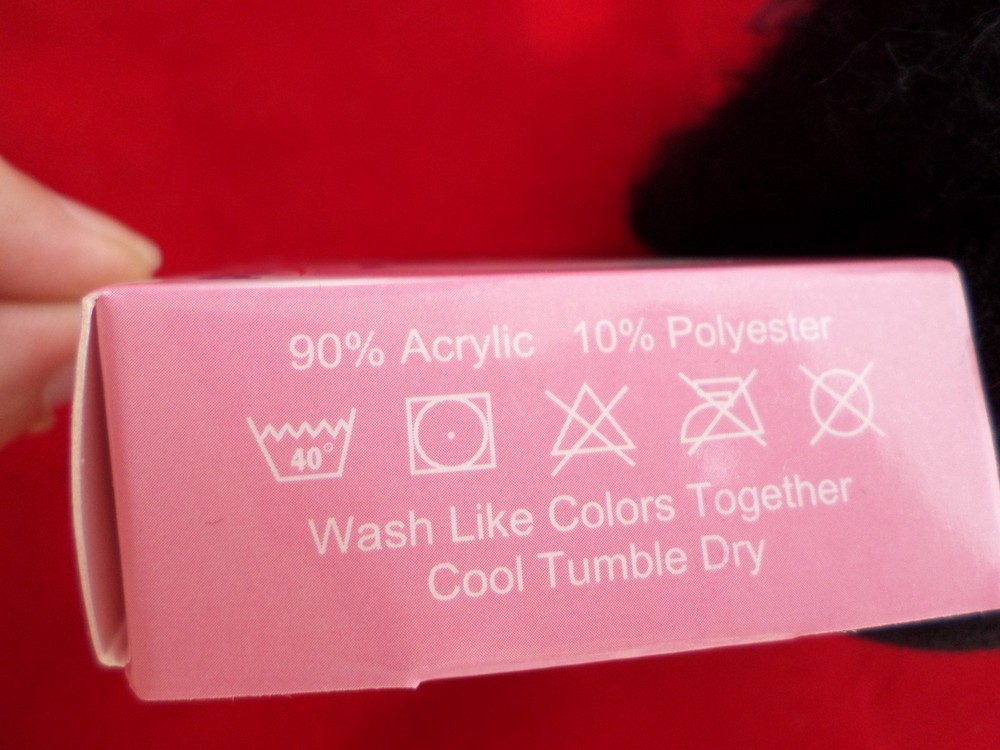 90% Acrylic 10% Polyester
40°
Wash Like Colors Together
Cool Tumble Dry